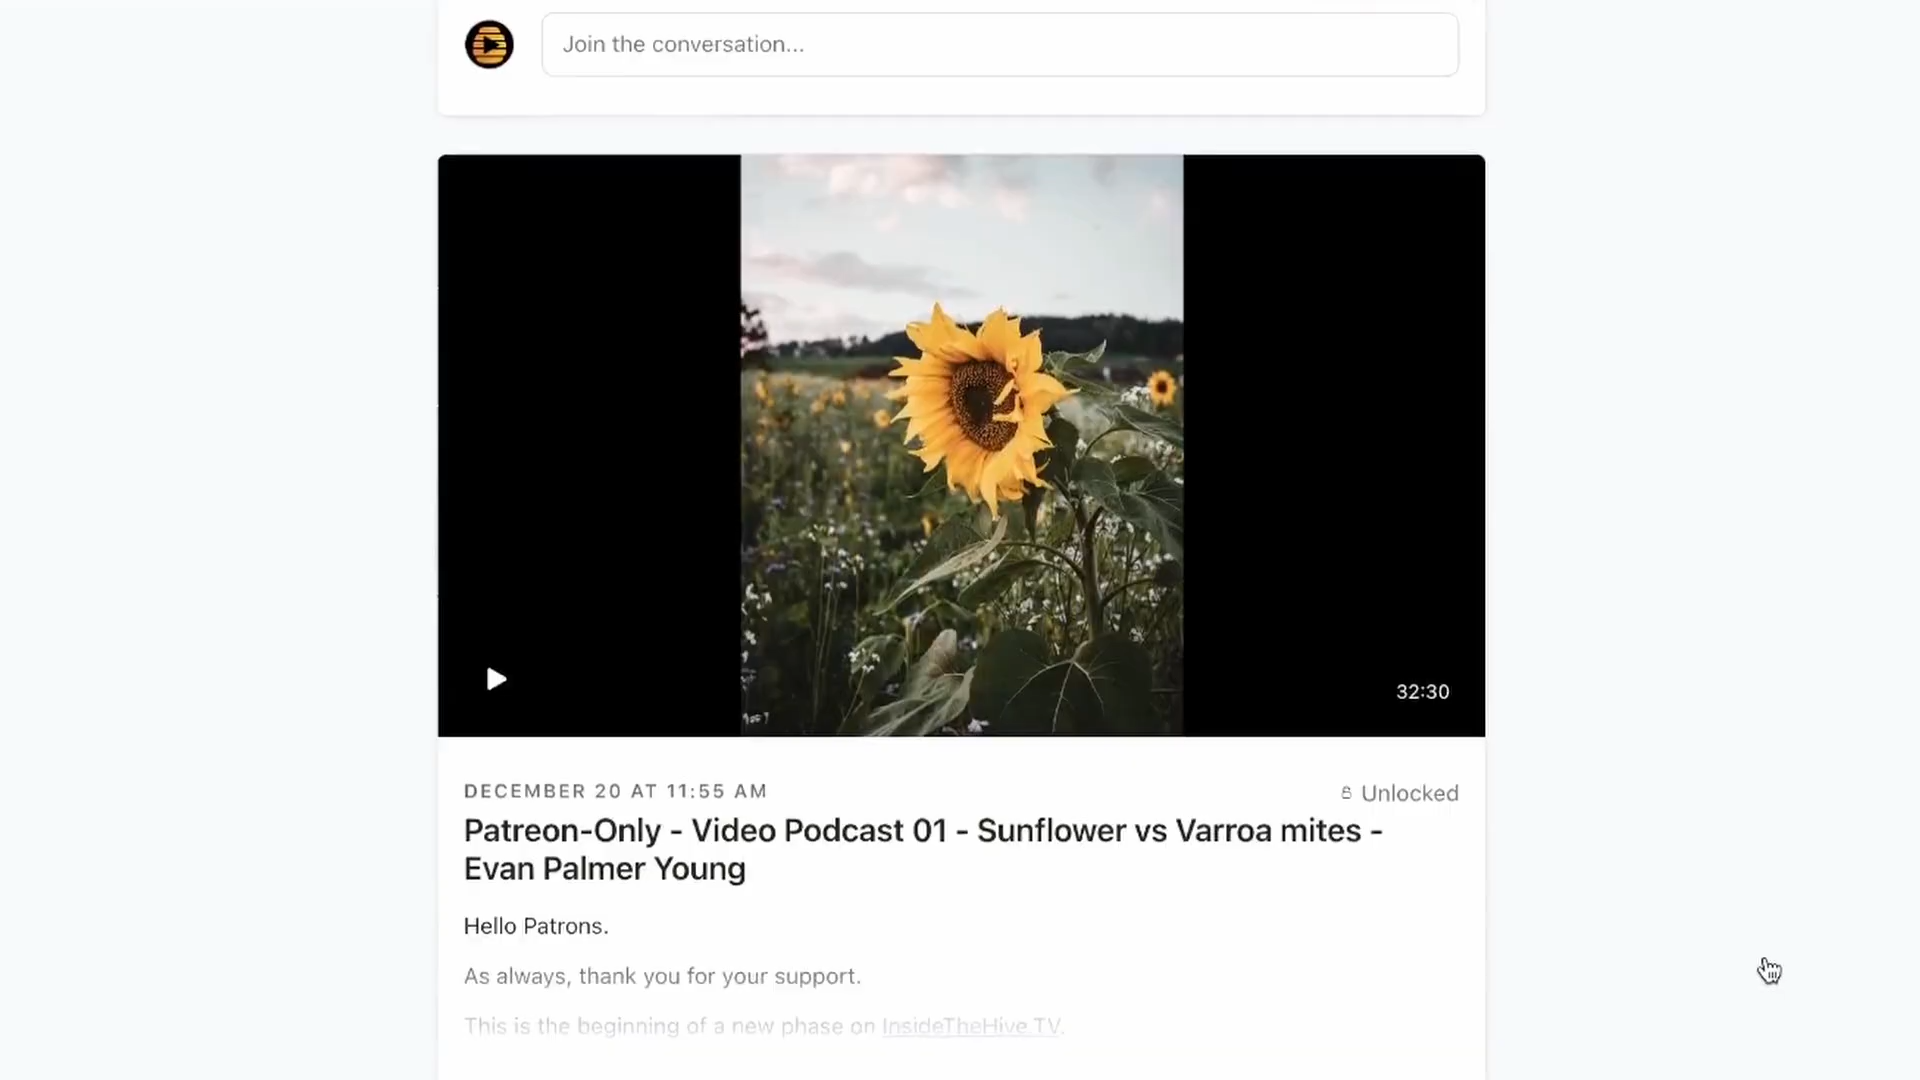 Join the conversation...
32:30
DECEMBER 20 AT 11:55 AM
Unlocked
Patreon-Only - Video Podcast 01 - Sunflower vs Varroa mites -
Evan Palmer Young
Hello Patrons.
As always, thank you for your support.
This is the beginning of a new phase on InsideTheHive.TV.